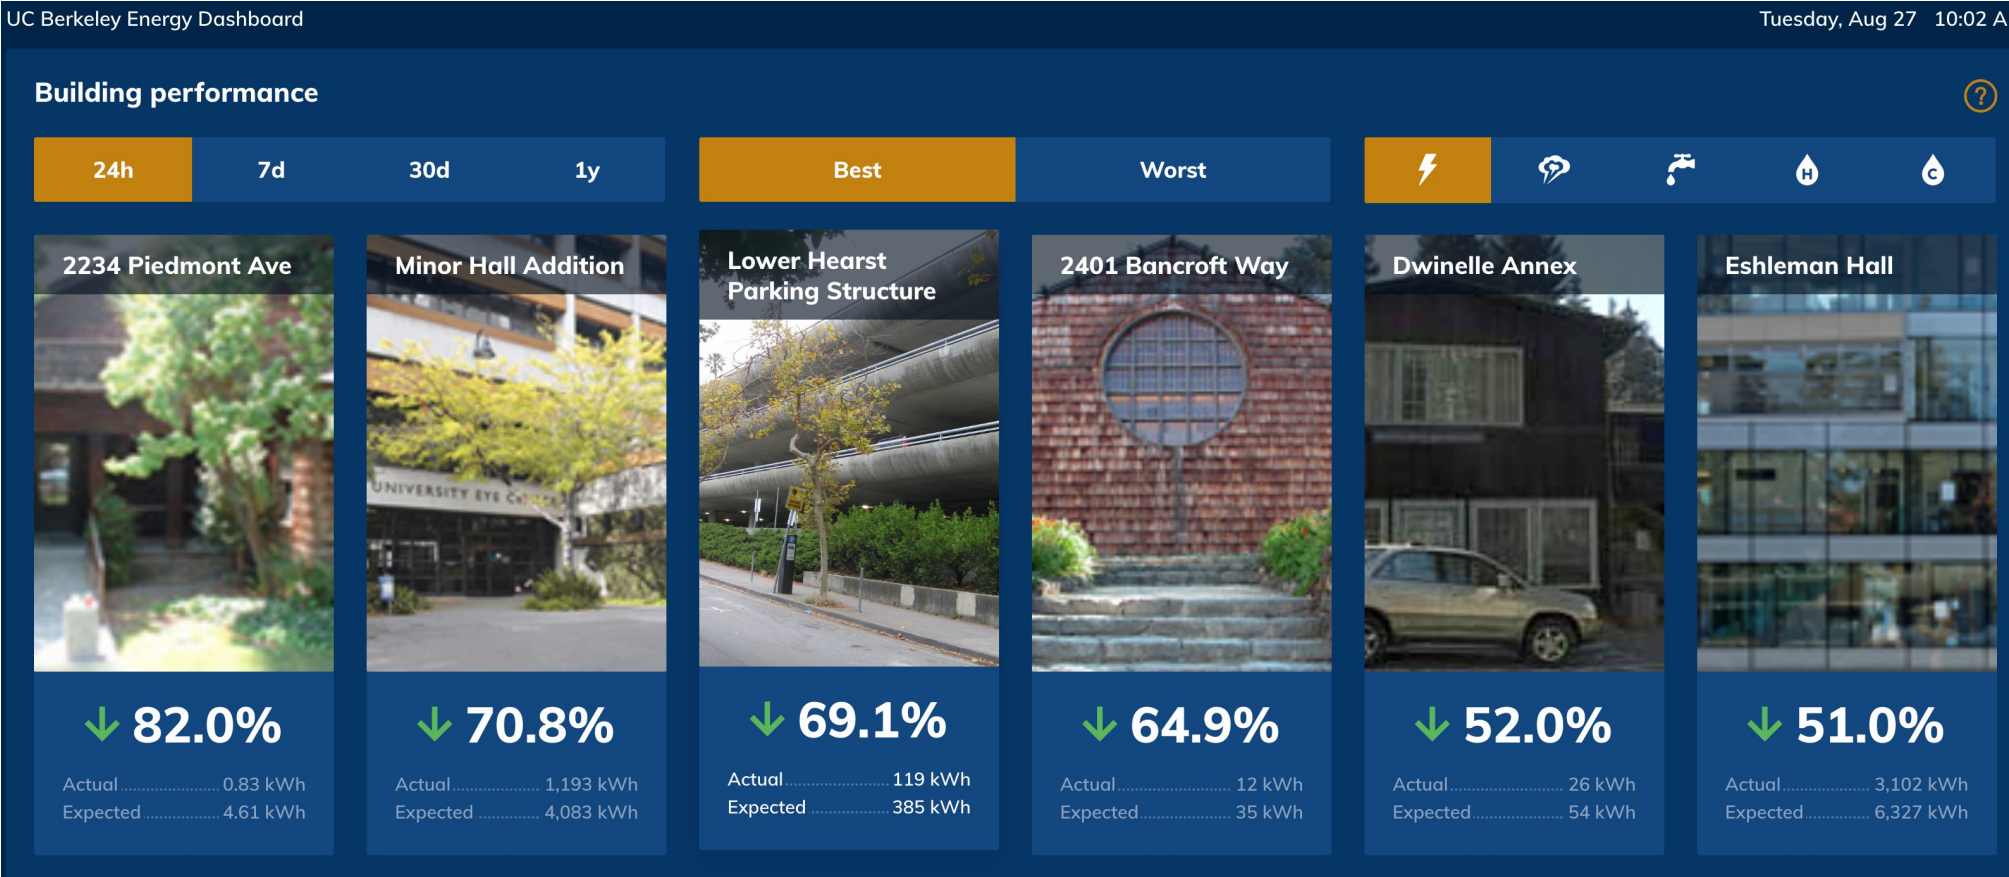 UC Berkeley Energy Dashboard
Tuesday, Aug 27 10:02 A
Building performance
?
24h 7d 30d 1y
Best Worst
H C
2234 Piedmont Ave
UNIVERSITY EYE
Minor Hall Addition
Lower Hearst
Parking Structure
2401 Bancroft Way
Dwinelle Annex
Eshleman Hall
82.0%
Actual 0.83 kWh
Expected 4.61 kWh
70.8%
Actual 1,193 kWh
Expected 4,083 kWh
69.1%
Actual 119 kWh
Expected 385 kWh
64.9%
Actual 12 kWh
Expected 35 kWh
52.0%
Actual 26 kWh
Expected 54 kWh
51.0%
Actual 3,102 kWh
Expected 6,327 kWh